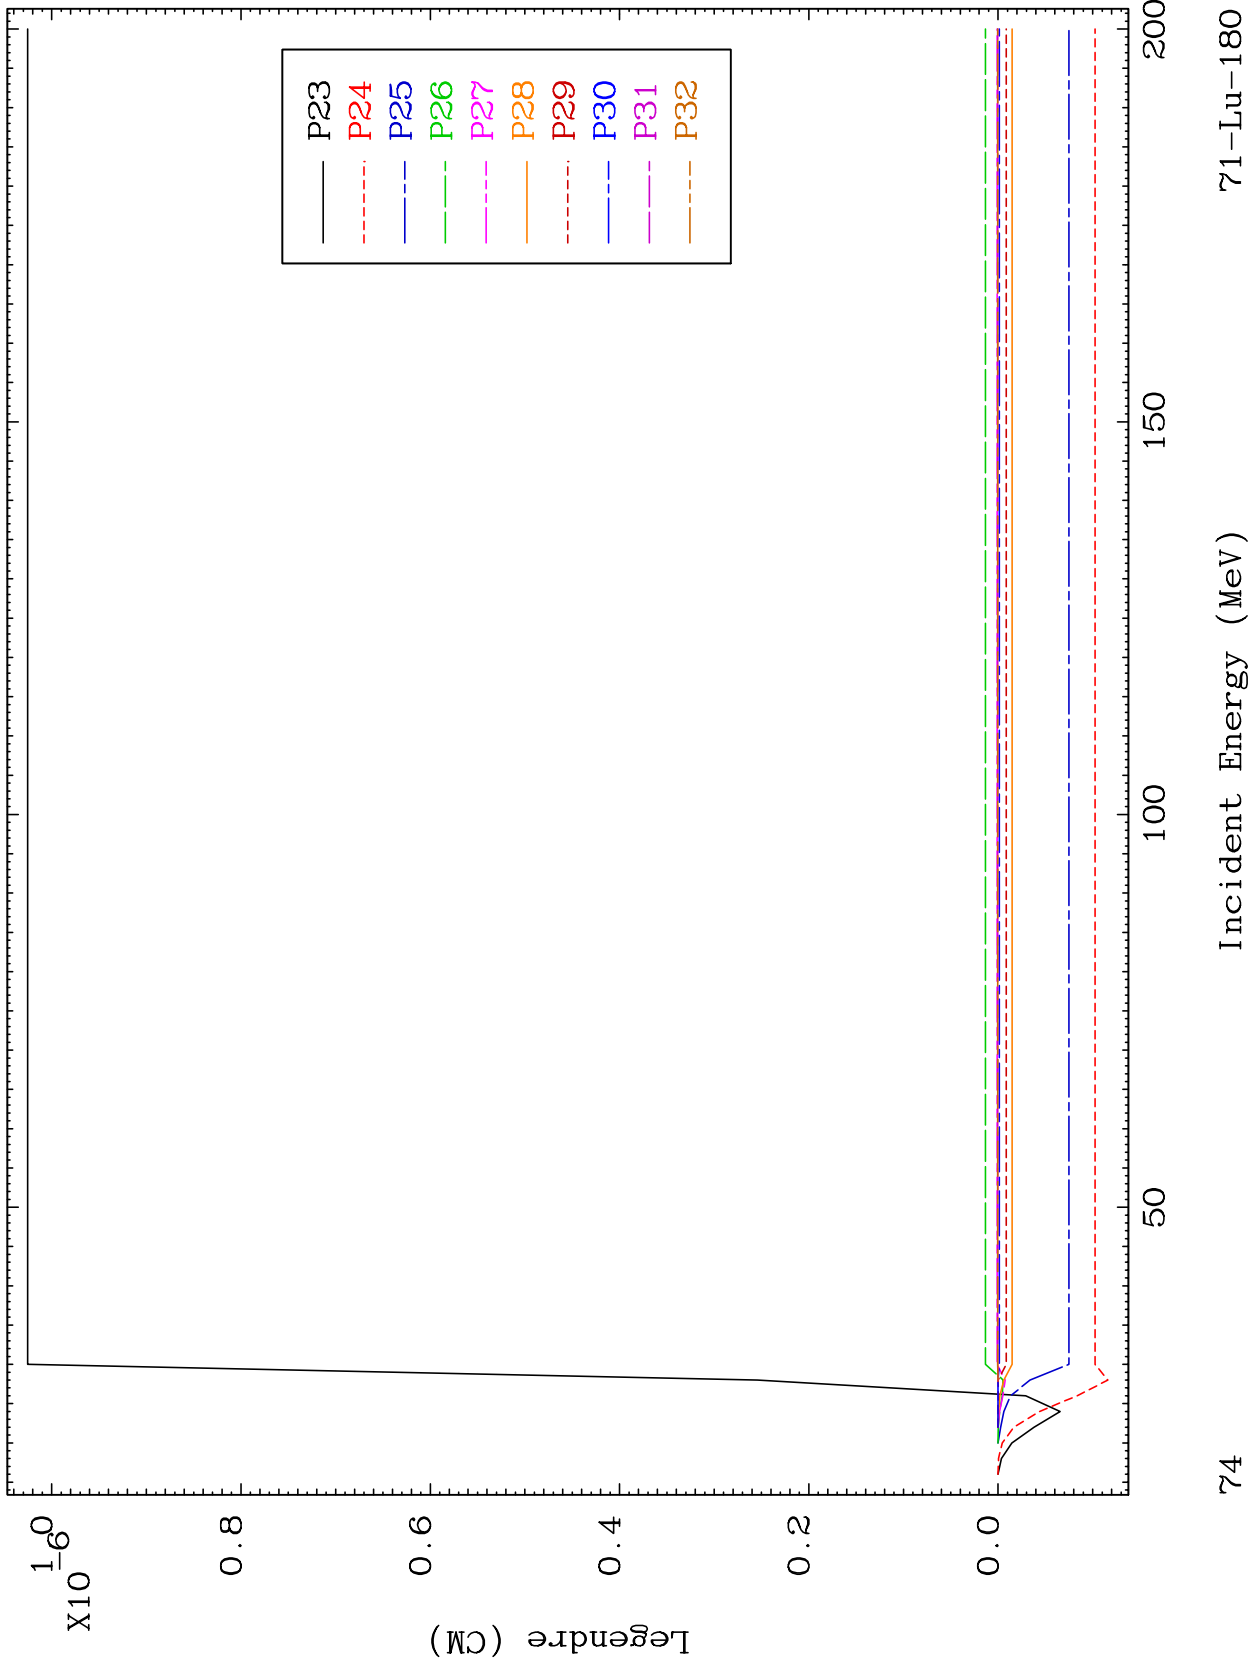 X10
-6
1.0
0.8
0.6
0.4
0.2
0.0
Legendre (CM)
P23
P24
P25
P26
P27
P28
P29
P30
P31
P32
50
100
150
200
Incident Energy (MeV)
74
71-Lu-180